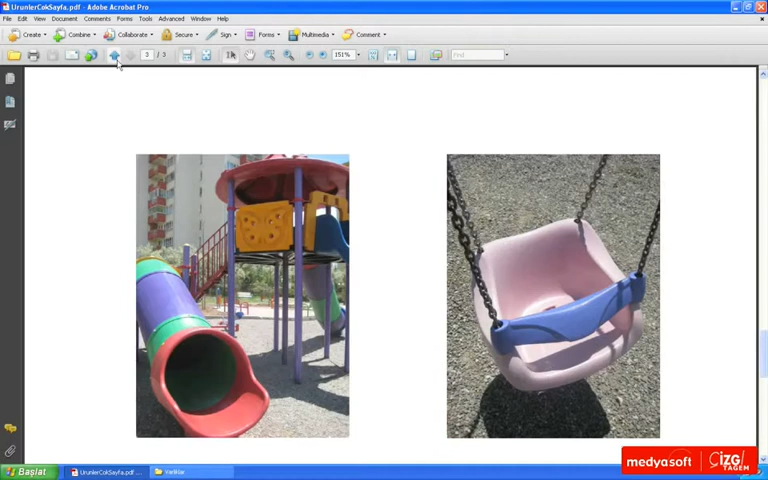 UrunlerCokSayfa.pdf - Adobe Acrobat Pro
File Edit View Document Comments Forms Tools Advanced Window Help
Create Combine Collaborate Secure Sign Forms Multimedia Comment
3 / 3 151% Find
medyasoft ÇİZGİ TAGEM
Başlat UrunlerCokSayfa.pdf ... Varlıklar